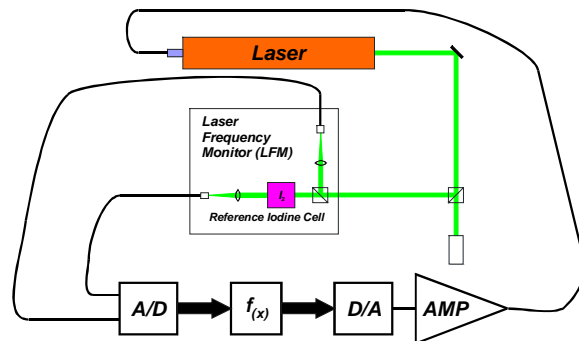 Laser
Laser
Frequency
Monitor (LFM)
I2
Reference Iodine Cell
A/D
f(x)
D/A
AMP